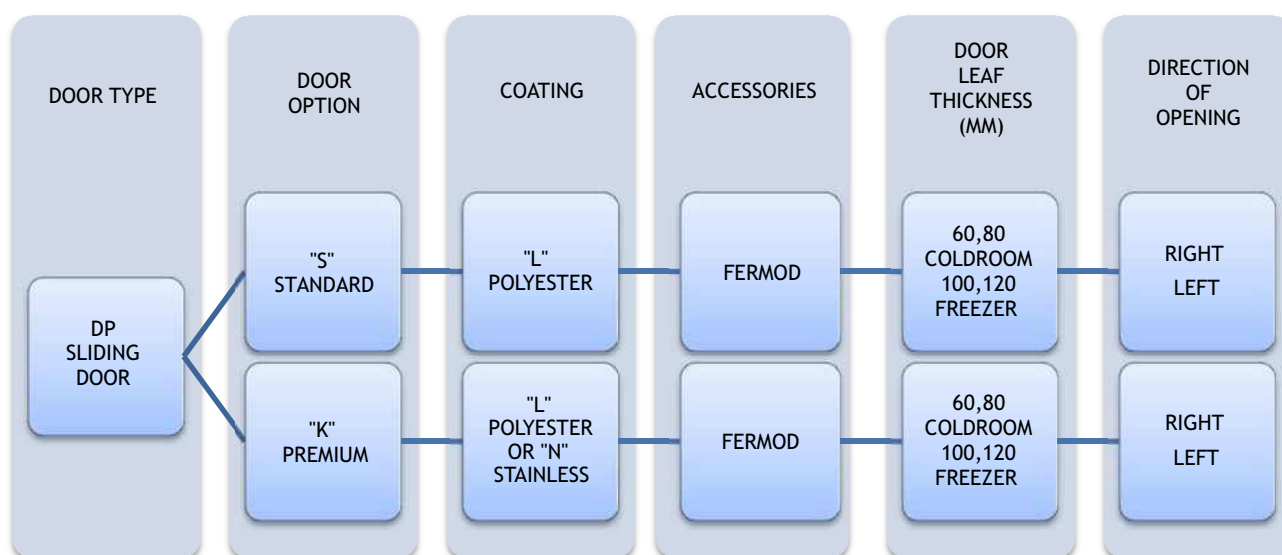 DOOR TYPE
DOOR
OPTION
COATING
ACCESSORIES
DOOR
LEAF
THICKNESS
(MM)
DIRECTION
OF
OPENING
DP
SLIDING
DOOR
"S"
STANDARD
"L"
POLYESTER
FERMOD
60,80
COLDROOM
100,120
FREEZER
RIGHT
LEFT
"K"
PREMIUM
"L"
POLYESTER
OR "N"
STAINLESS
FERMOD
60,80
COLDROOM
100,120
FREEZER
RIGHT
LEFT